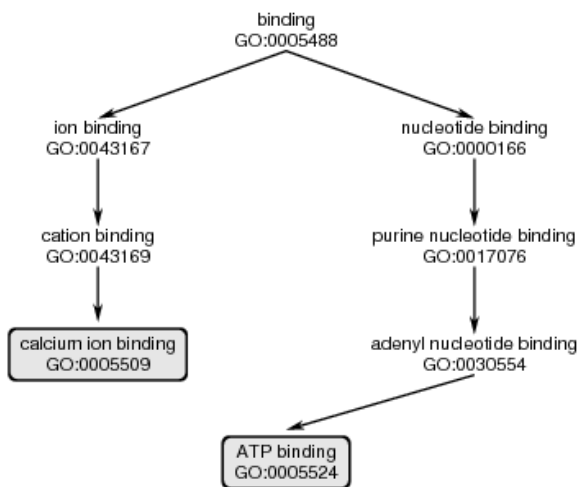 binding
GO:0005488
ion binding
GO:0043167
nucleotide binding
GO:0000166
cation binding
GO:0043169
purine nucleotide binding
GO:0017076
calcium ion binding
GO:0005509
adenyl nucleotide binding
GO:0030554
ATP binding
GO:0005524